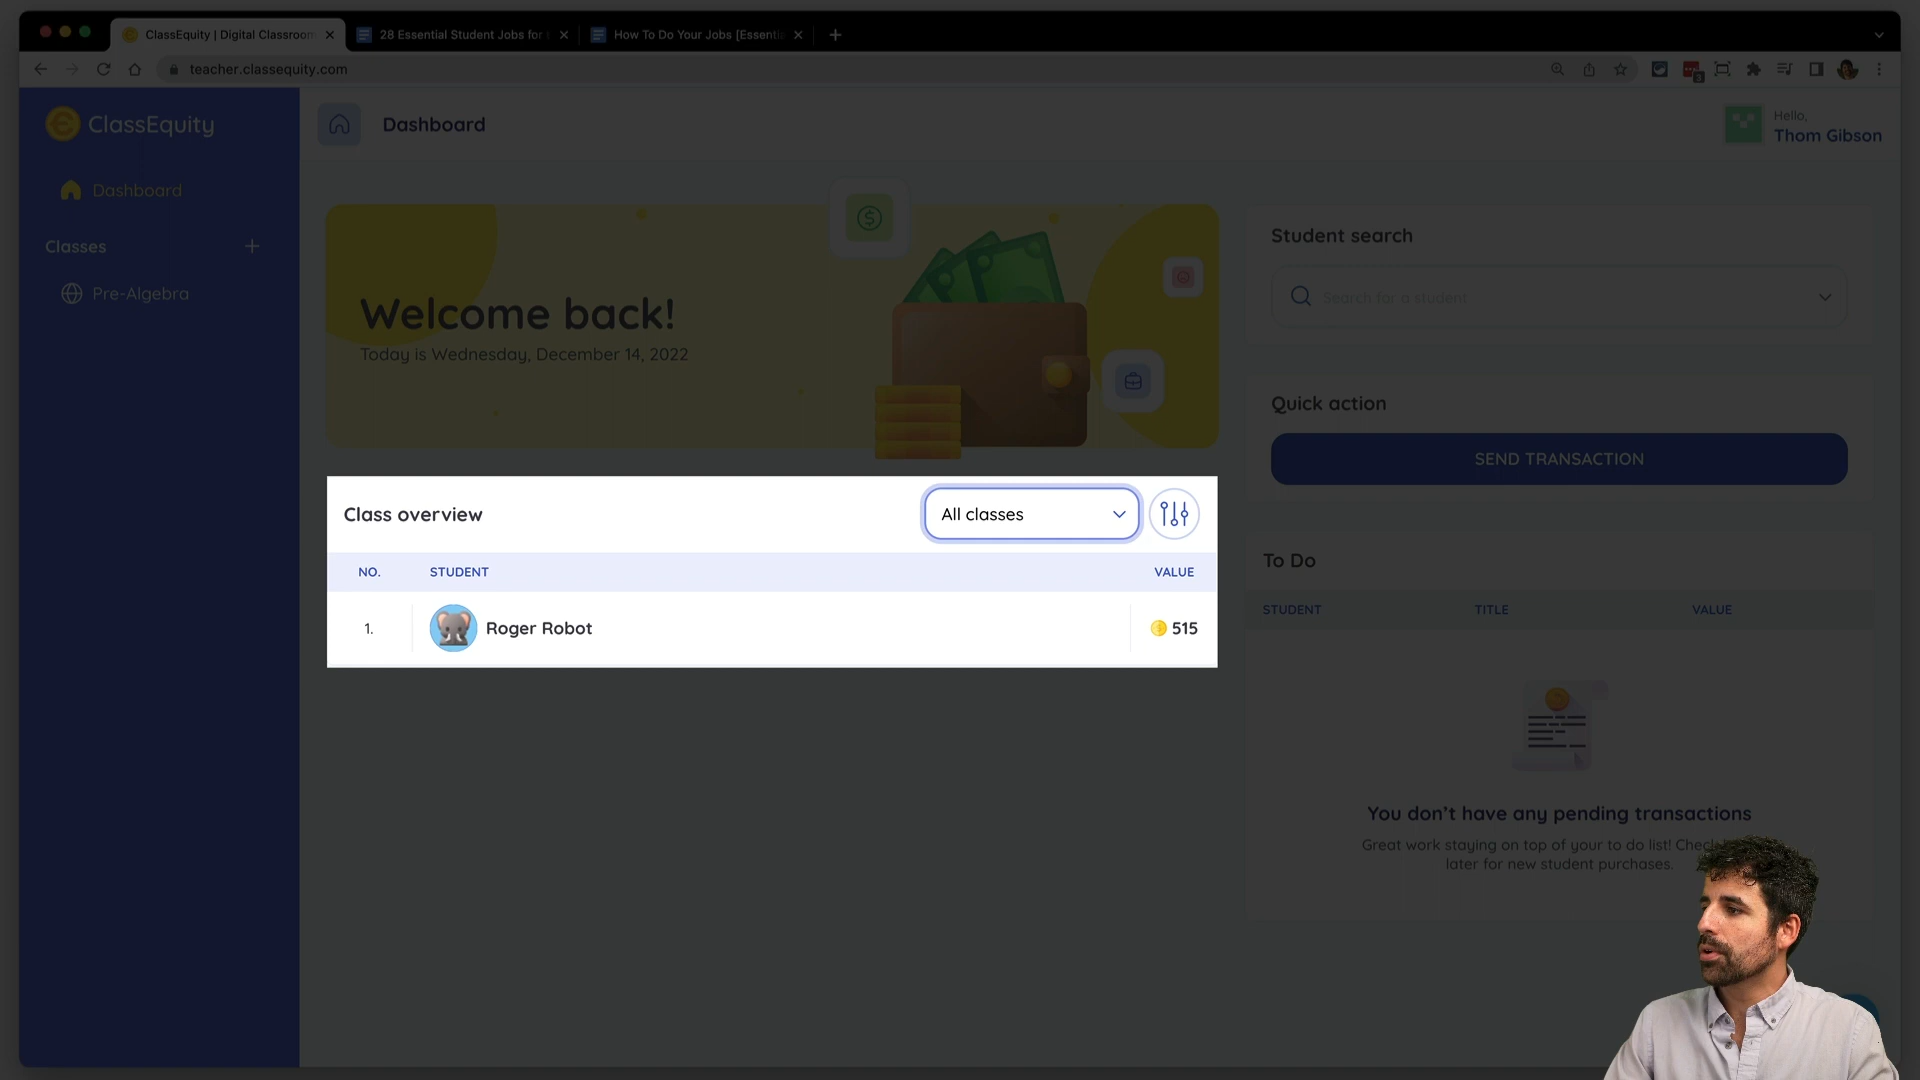 ClassEquity | Digital Classroom
28 Essential Student Jobs for
How To Do Your Jobs [Essentia
teacher.classequity.com
3
ClassEquity
Dashboard
Classes
Pre-Algebra
Dashboard
Hello,
Thom Gibson
Welcome back!
Today is Wednesday, December 14, 2022
Student search
Search for a student
Quick action
SEND TRANSACTION
Class overview
All classes
NO. STUDENT VALUE
1. Roger Robot 515
To Do
STUDENT TITLE VALUE
You don't have any pending transactions
Great work staying on top of your to do list! Chec
later for new student purchases.